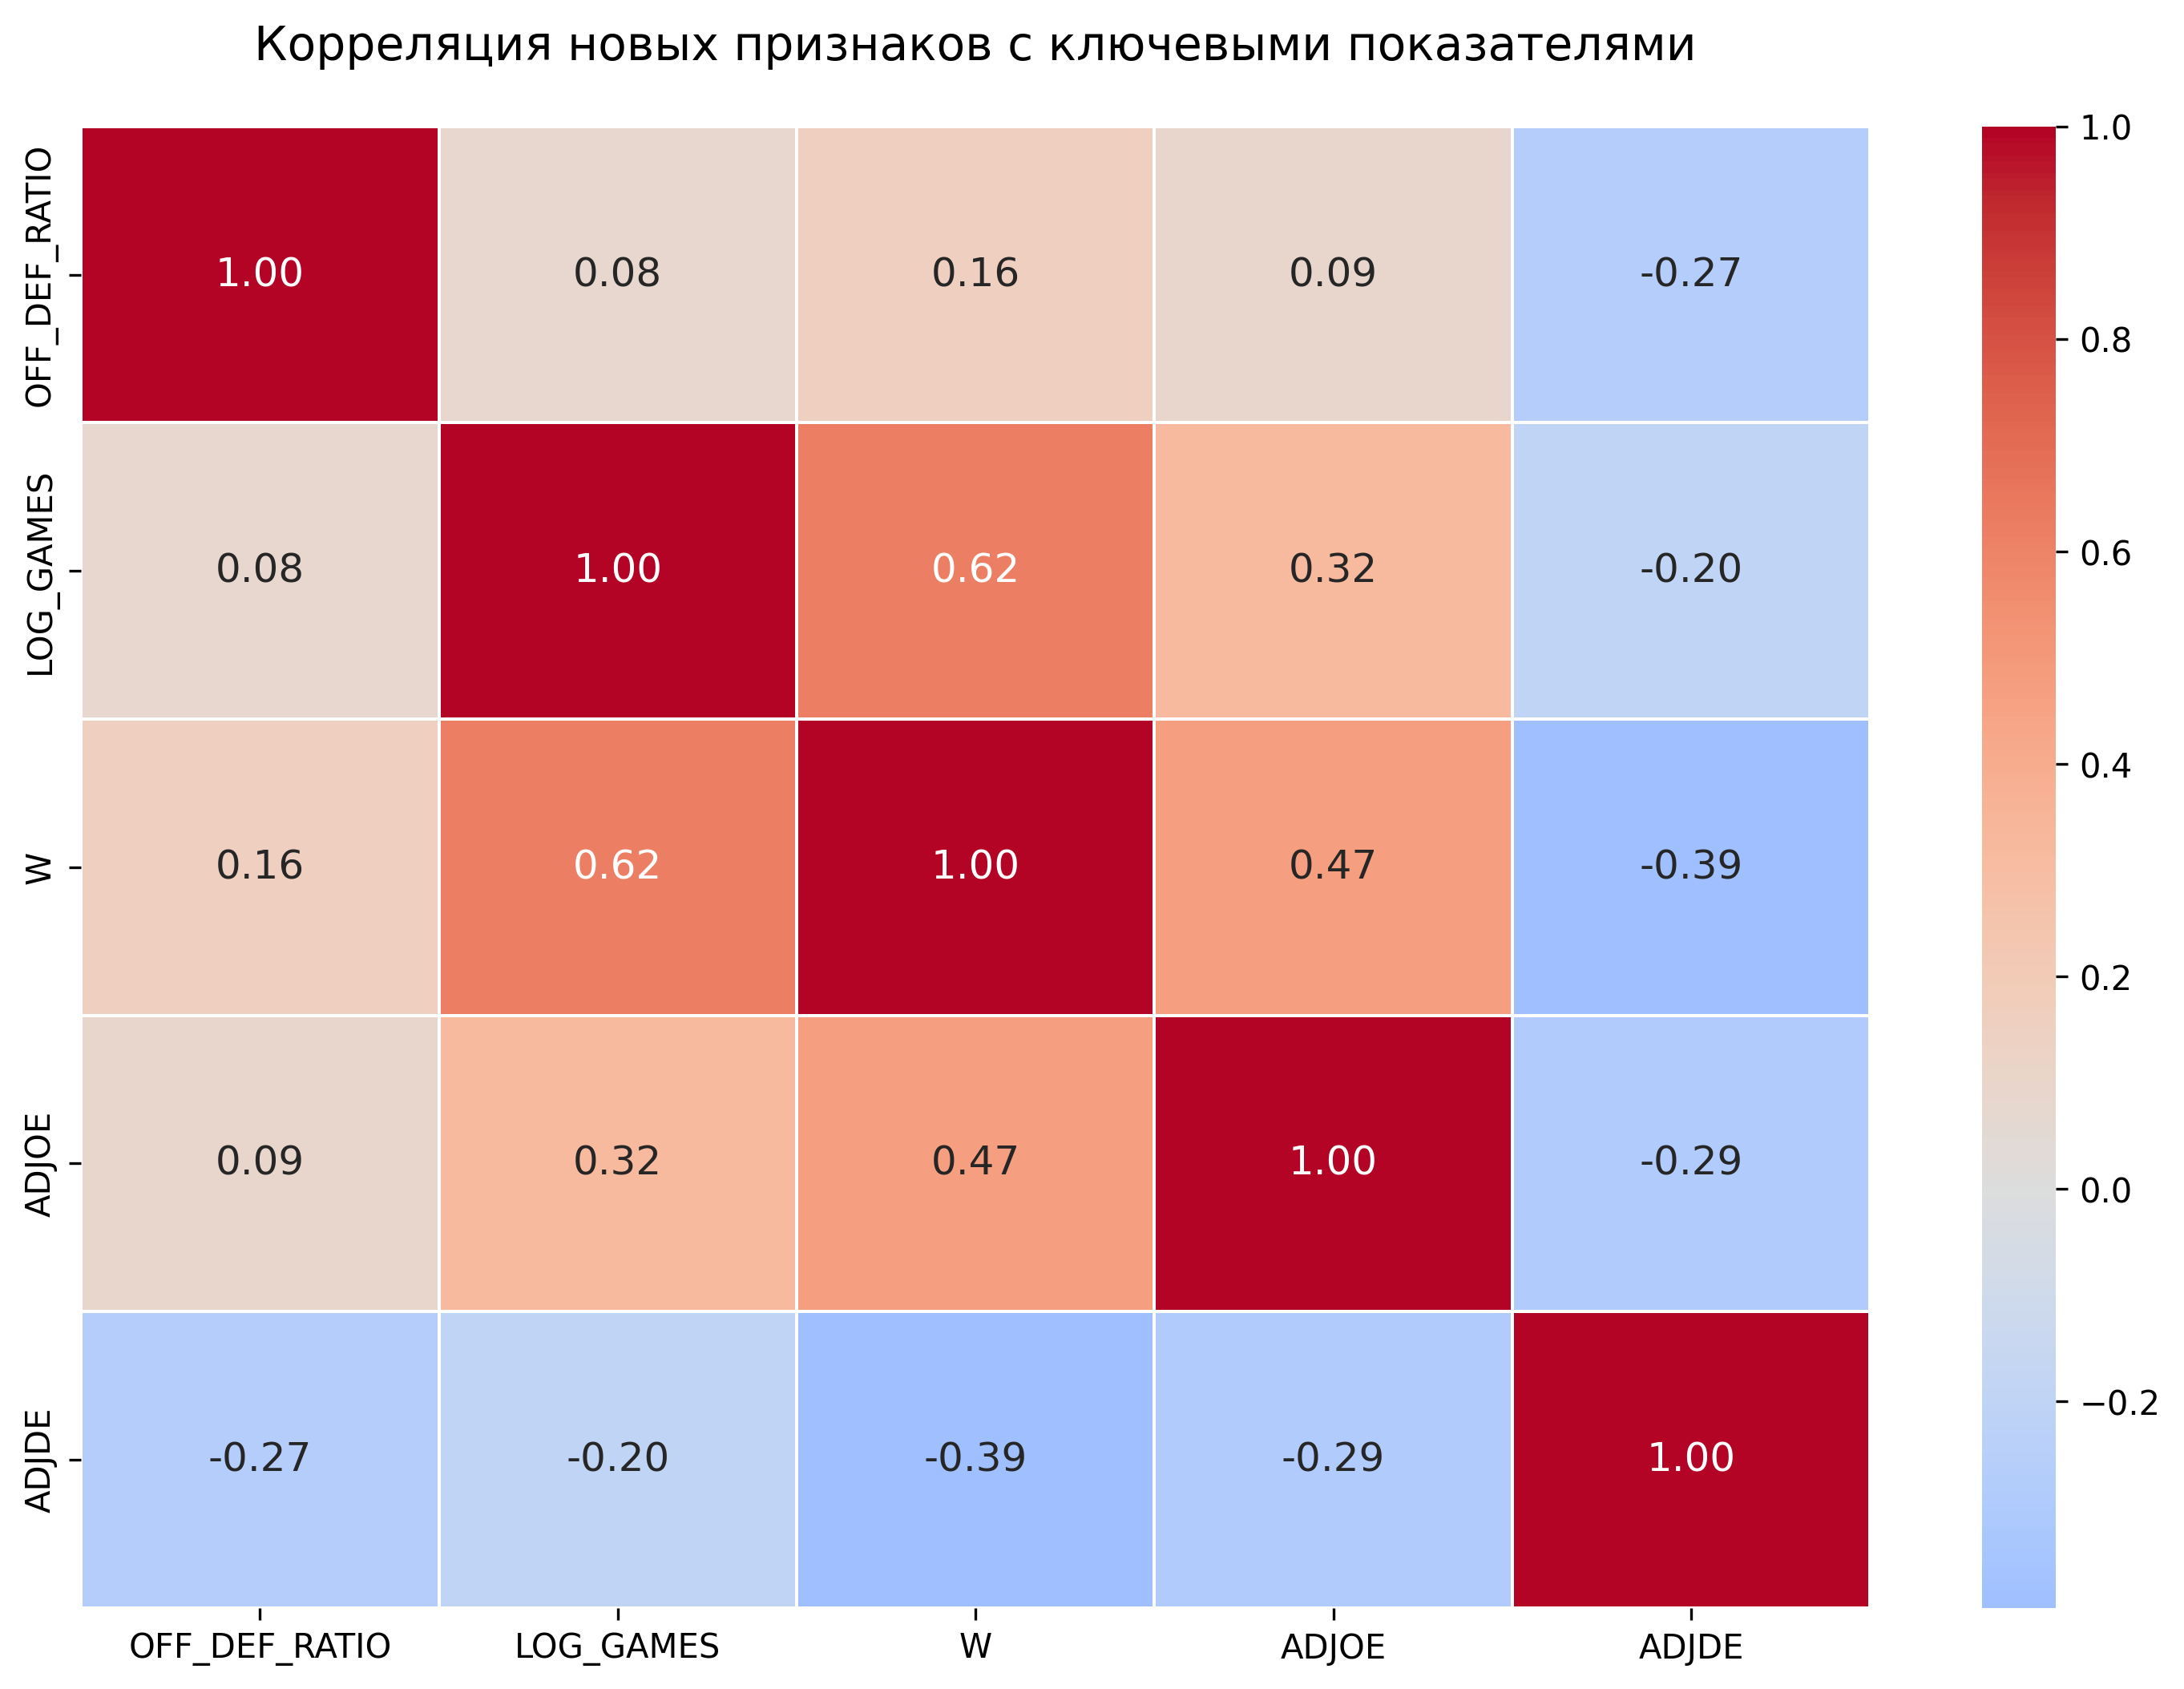 Корреляция новых признаков с ключевыми показателями
OFF_DEF_RATIO 1.00 0.08 0.16 0.09 -0.27
LOG_GAMES 0.08 1.00 0.62 0.32 -0.20
W 0.16 0.62 1.00 0.47 -0.39
ADJOE 0.09 0.32 0.47 1.00 -0.29
ADJDE -0.27 -0.20 -0.39 -0.29 1.00
OFF_DEF_RATIO LOG_GAMES W ADJOE ADJDE
1.0
0.8
0.6
0.4
0.2
0.0
−0.2